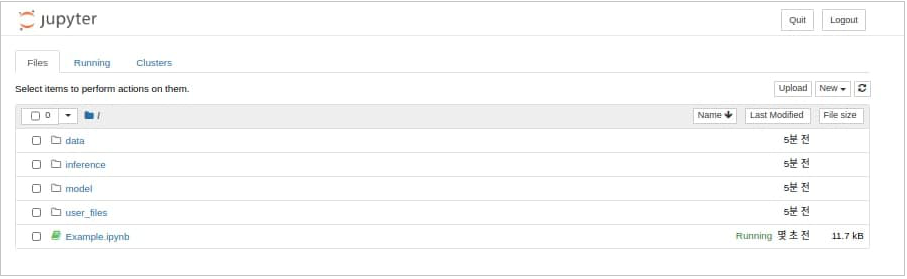 jupyter Quit Logout
Files Running Clusters
Select items to perform actions on them. Upload New
0 / Name Last Modified File size
data 5분 전
inference 5분 전
model 5분 전
user_files 5분 전
Example.ipynb Running 몇 초 전 11.7 kB